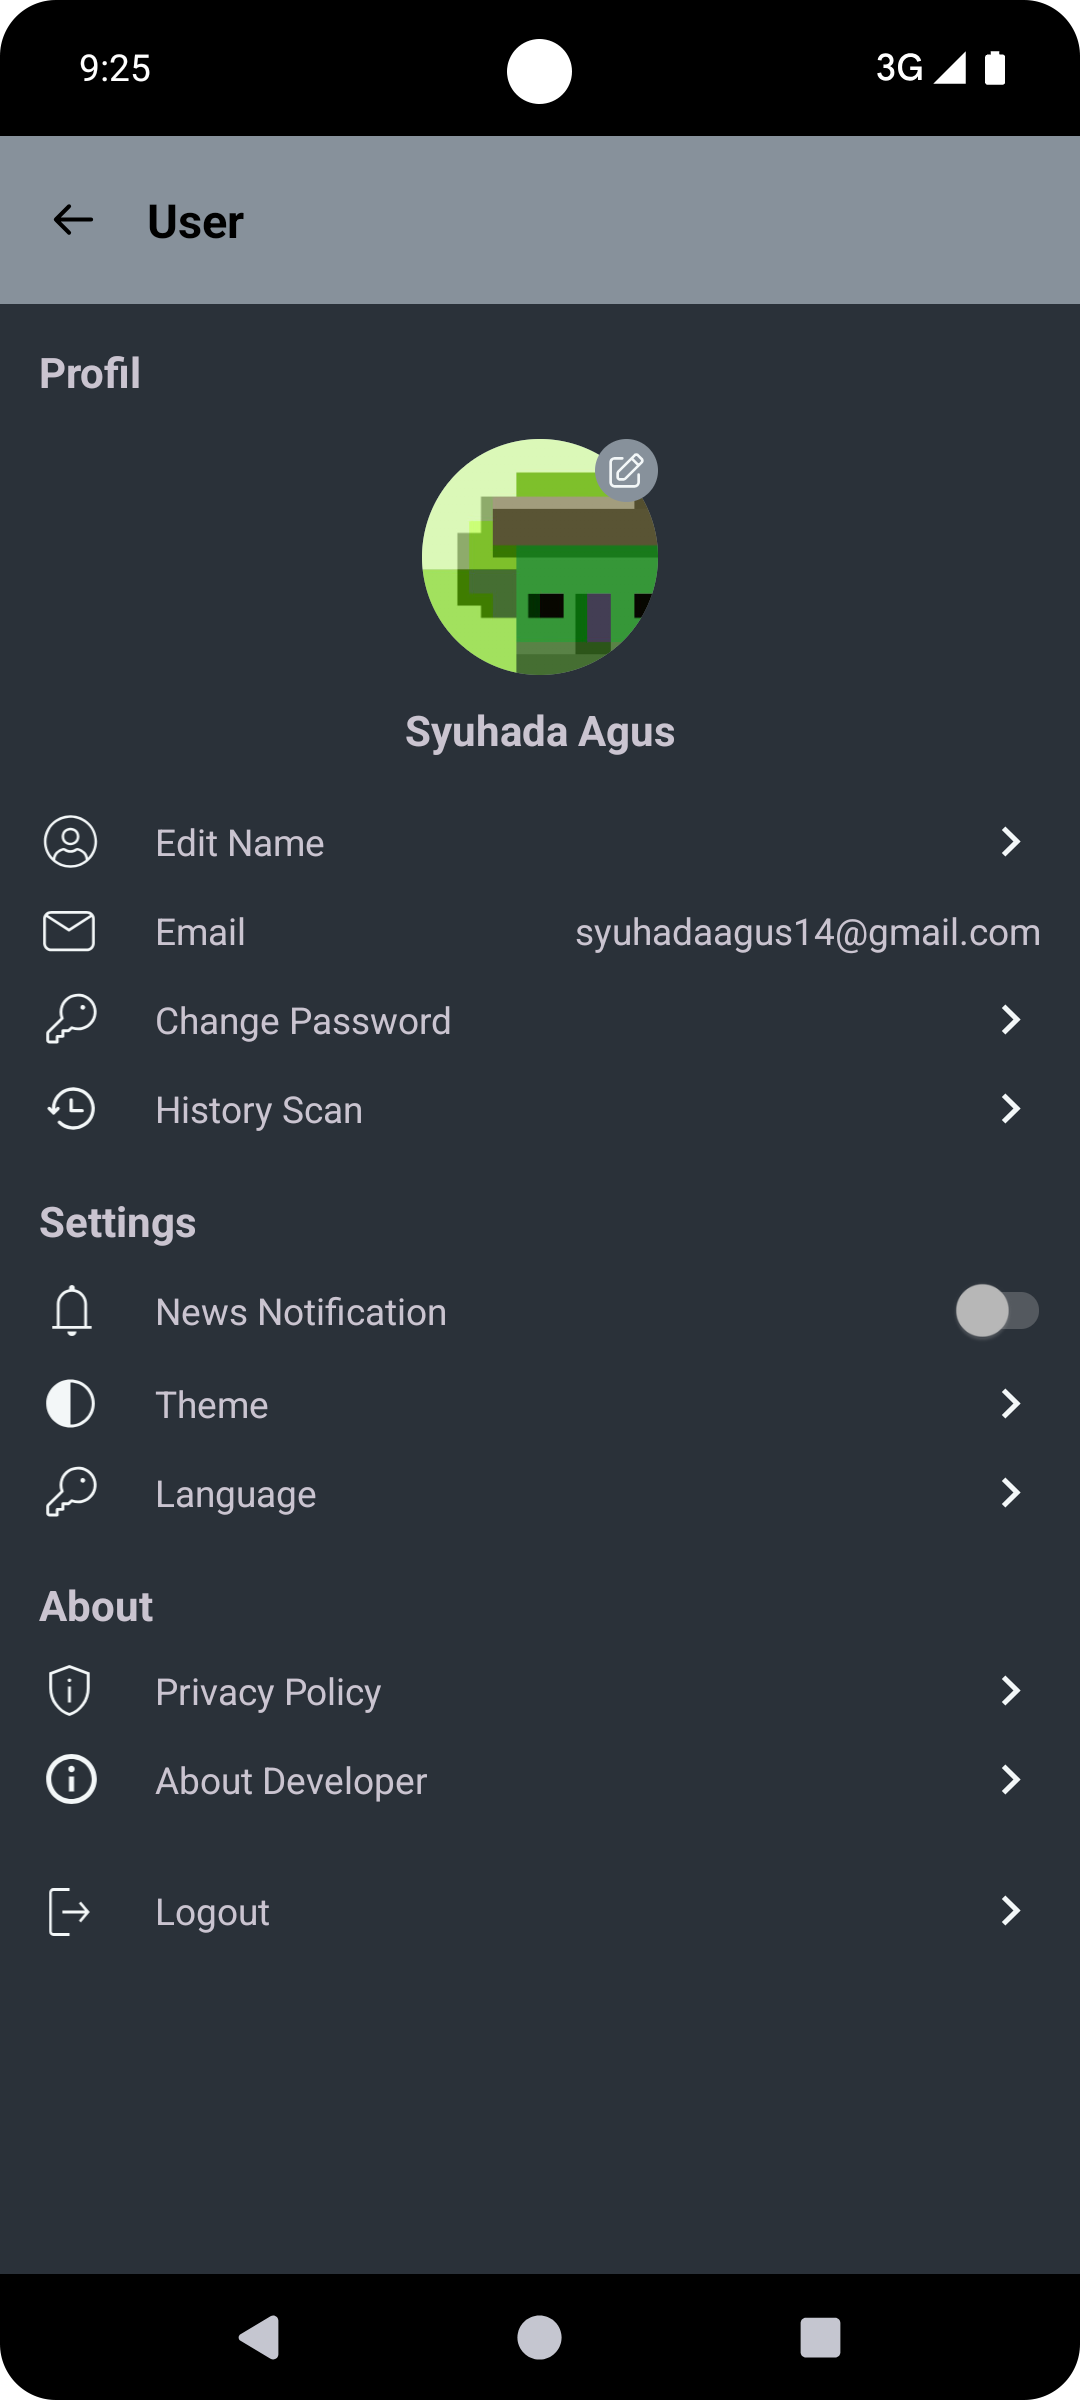 9:25
3G
User
Profil
Syuhada Agus
Edit Name
Email
syuhadaagus14@gmail.com
Change Password
History Scan
Settings
News Notification
Theme
Language
About
Privacy Policy
About Developer
Logout